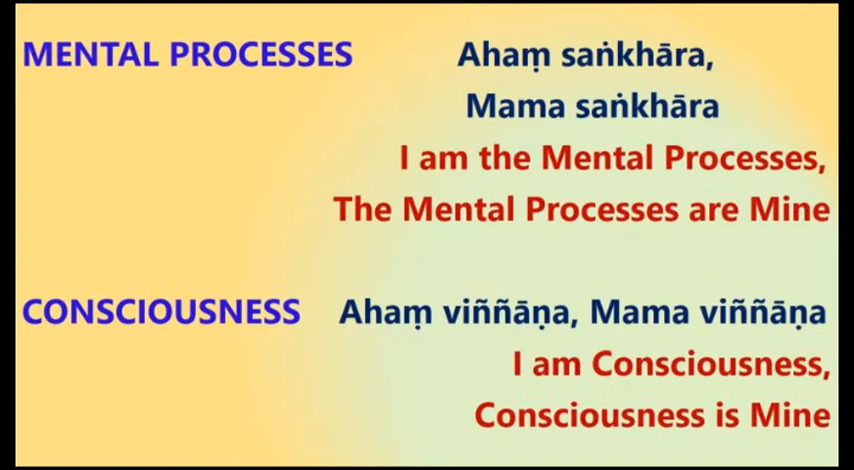 MENTAL PROCESSES Ahaṃ saṅkhāra,
Mama saṅkhāra
I am the Mental Processes,
The Mental Processes are Mine
CONSCIOUSNESS Ahaṃ viññāṇa, Mama viññāṇa
I am Consciousness,
Consciousness is Mine